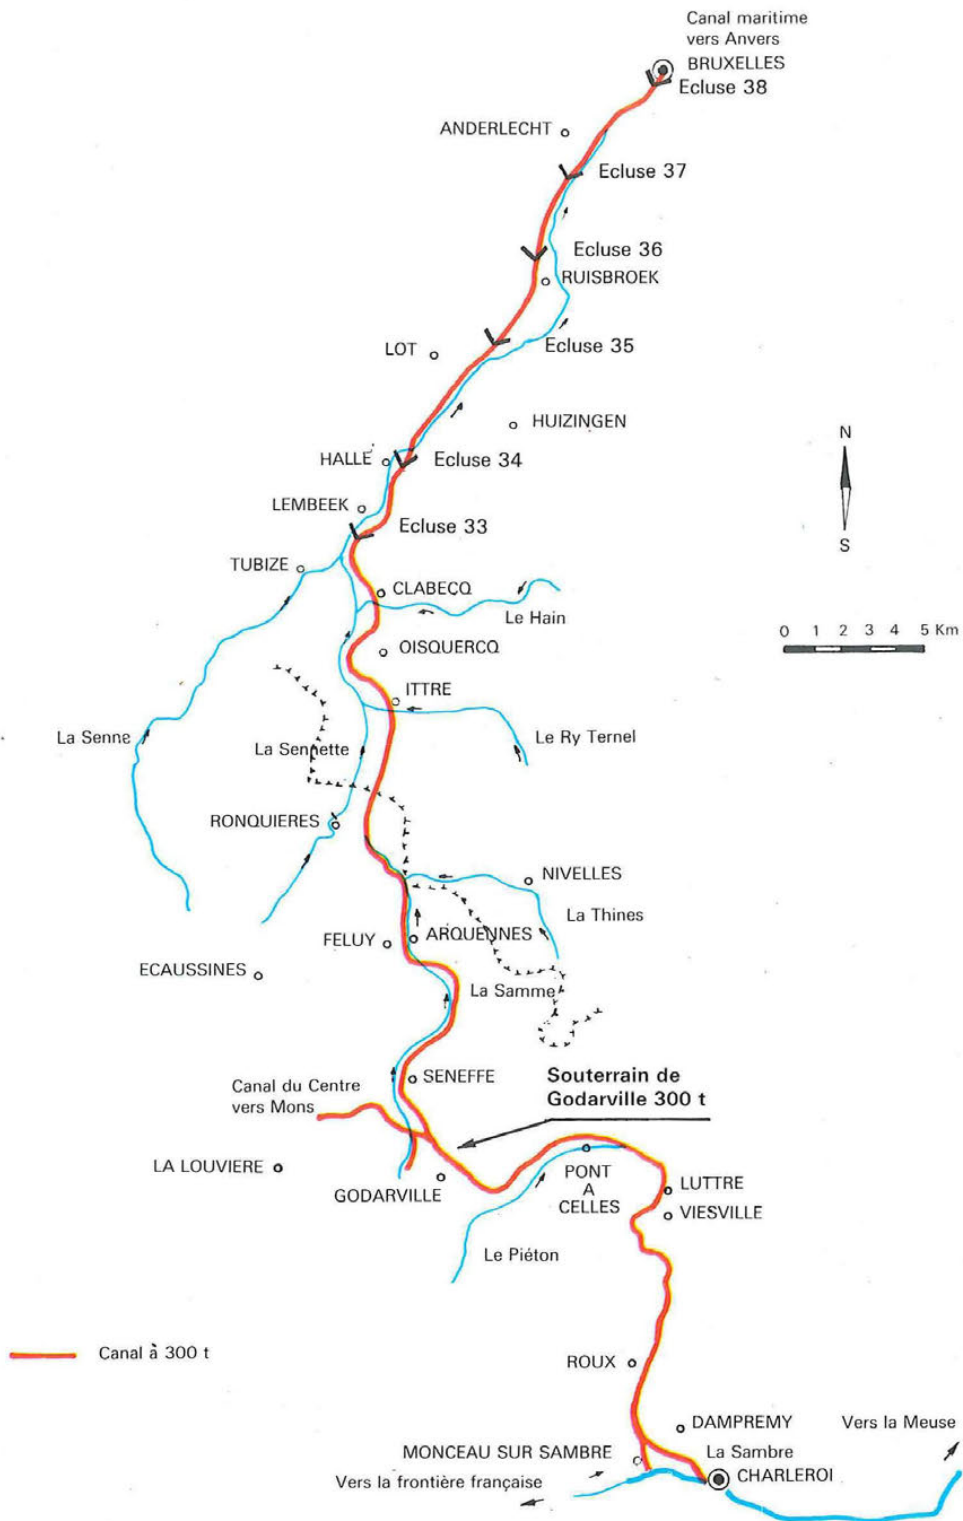 Canal maritime
vers Anvers
BRUXELLES
Ecluse 38
ANDERLECHT
Ecluse 37
Ecluse 36
RUISBROEK
Ecluse 35
LOT
HUIZINGEN
HALLE
Ecluse 34
LEMBEEK
Ecluse 33
N
S
TUBIZE
CLABECQ
Le Hain
0 1 2 3 4 5 Km
OISQUERCQ
ITTRE
La Senne
La Sennette
Le Ry Ternel
RONQUIERES
NIVELLES
La Thines
FELUY
ARQUENNES
ECAUSSINES
La Samme
SENEFFE
Canal du Centre
vers Mons
Souterrain de
Godarville 300 t
LA LOUVIERE
GODARVILLE
PONT
A
CELLES
LUTTRE
VIESVILLE
Le Piéton
Canal à 300 t
ROUX
DAMPREMY
Vers la Meuse
MONCEAU SUR SAMBRE
La Sambre
CHARLEROI
Vers la frontière française